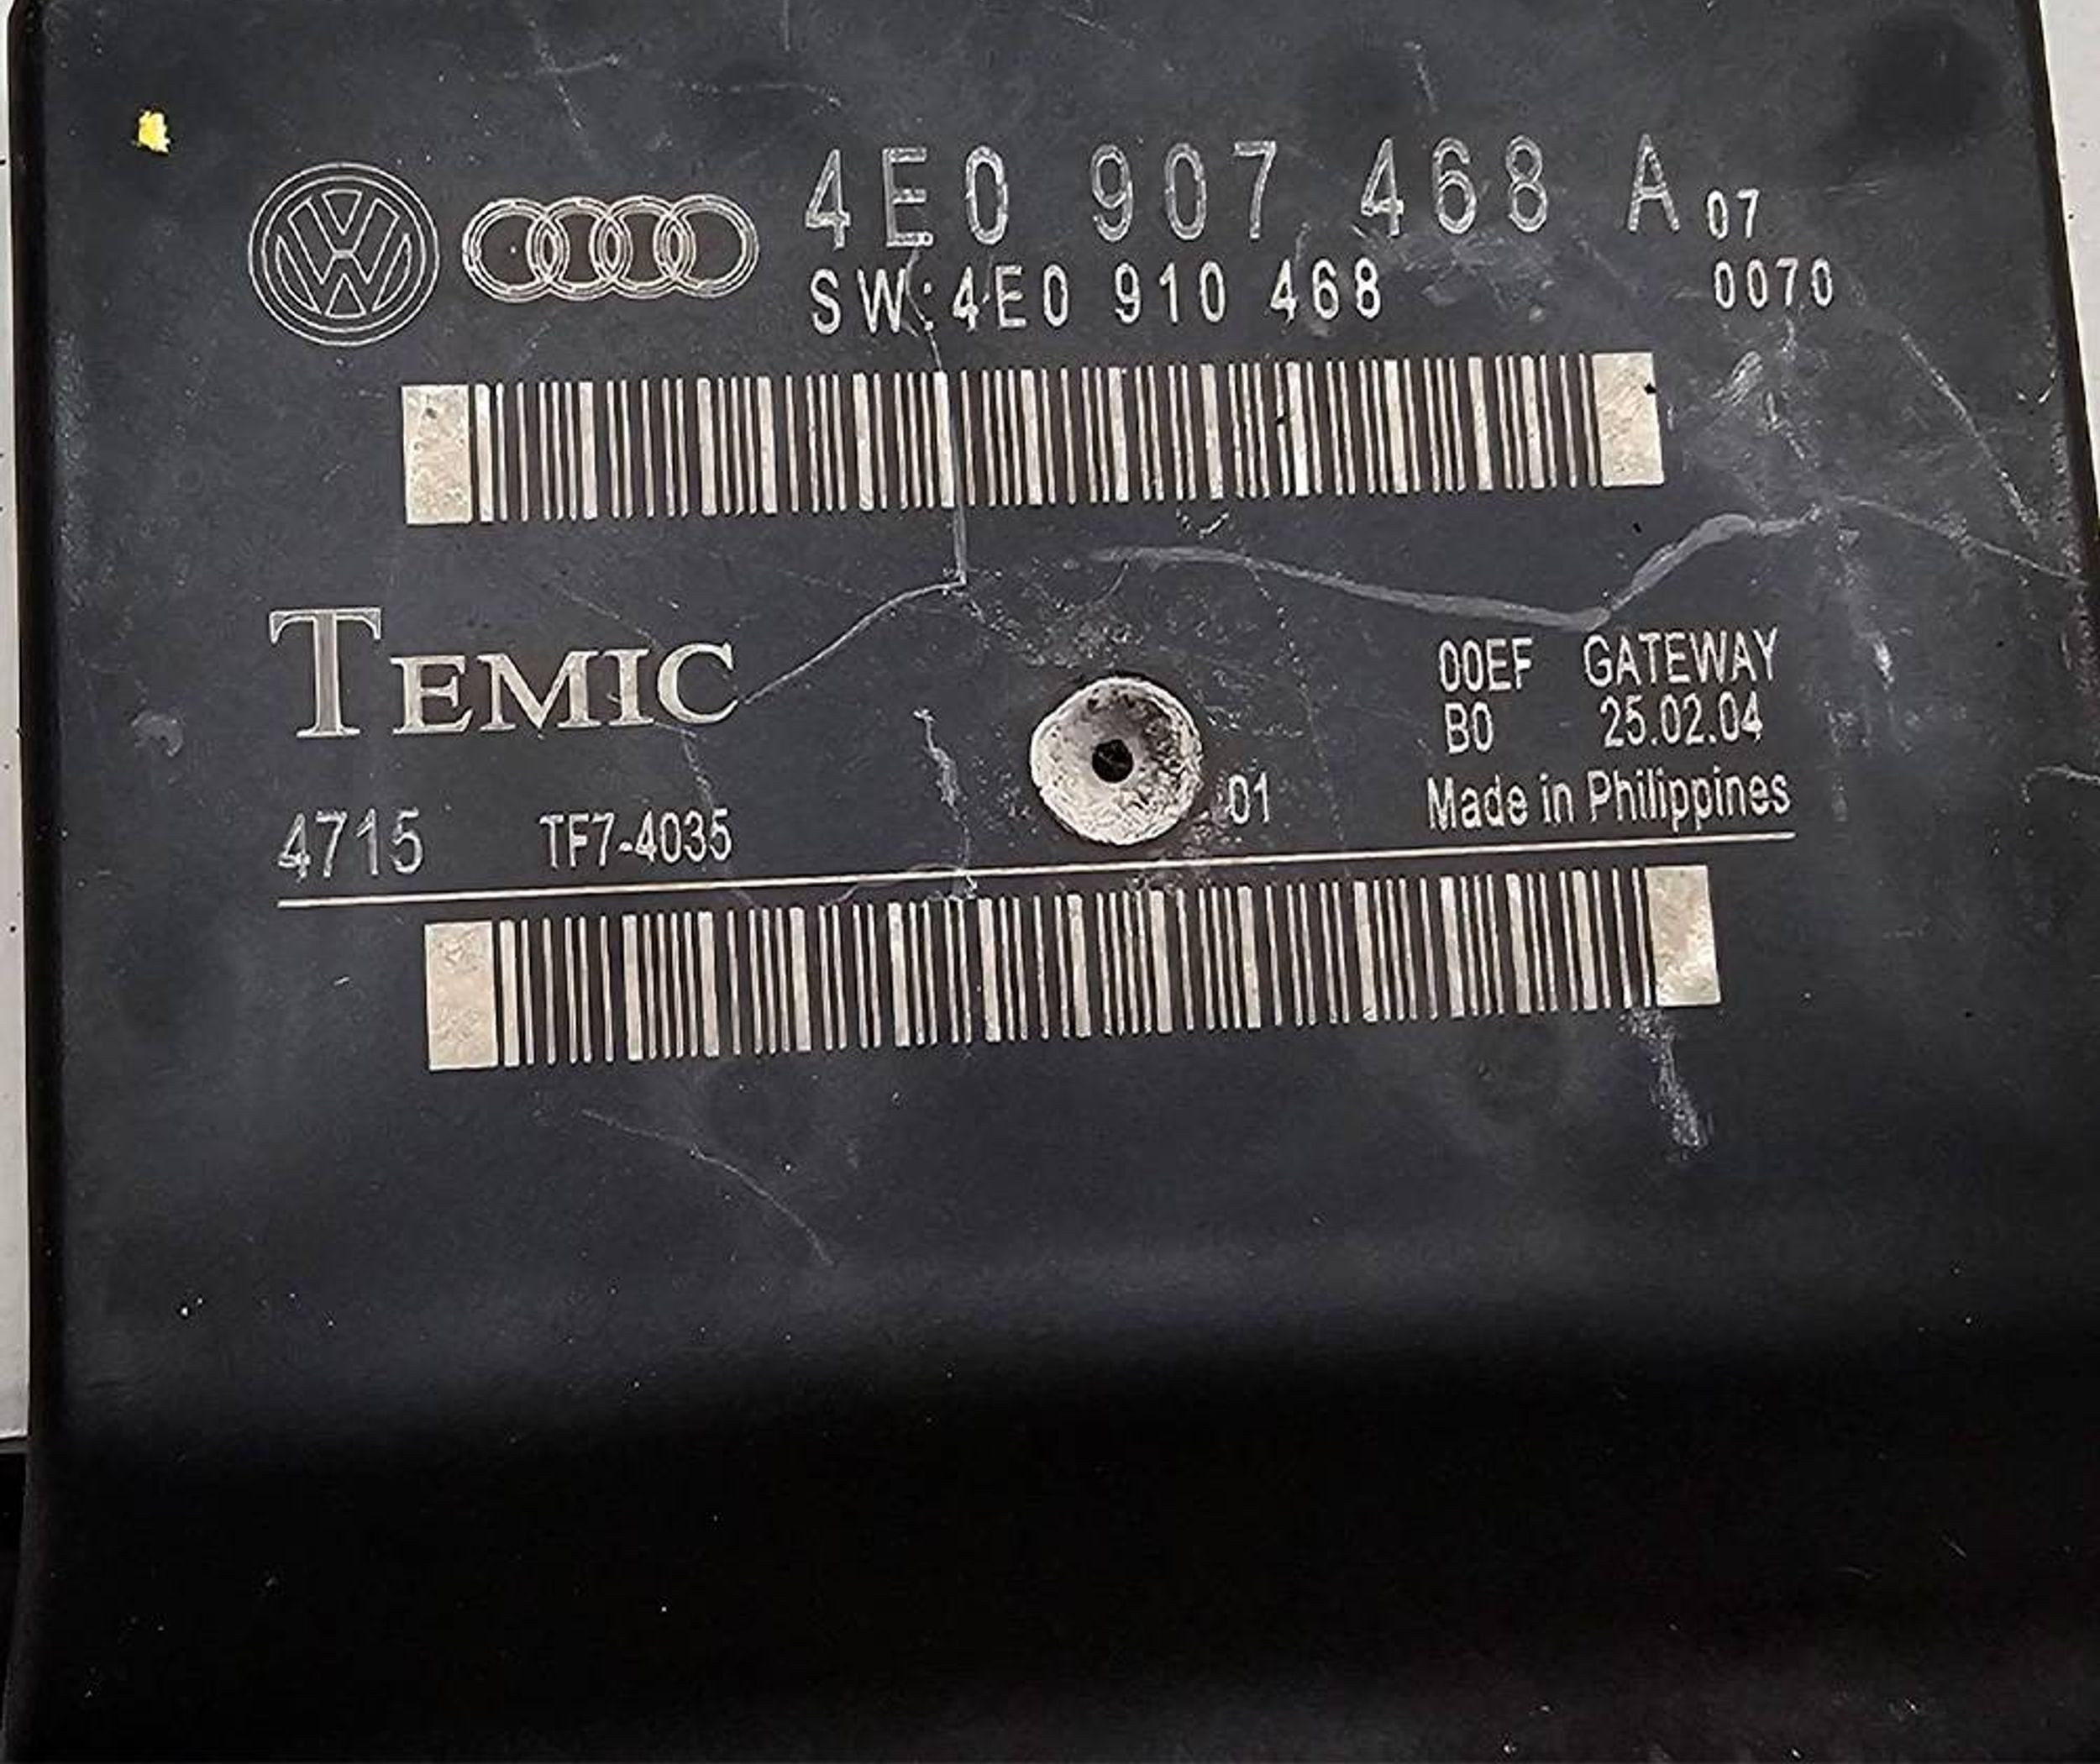 4E0 907 468 A 07
SW:4E0 910 468 0070
TEMIC
00EF GATEWAY
B0 25.02.04
Made in Philippines
4715 TF7-4035 01